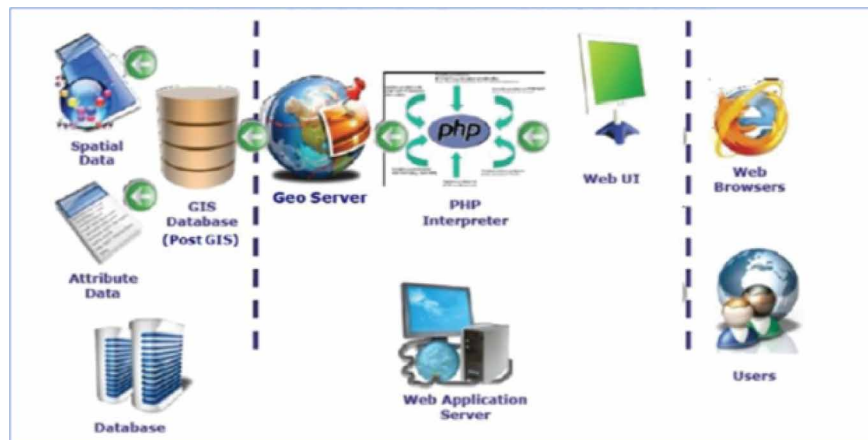 Spatial
Data
GIS
Database
(Post GIS)
Attribute
Data
Database
Geo Server
php
PHP
Interpreter
Web UI
Web Application
Server
Web
Browsers
Users